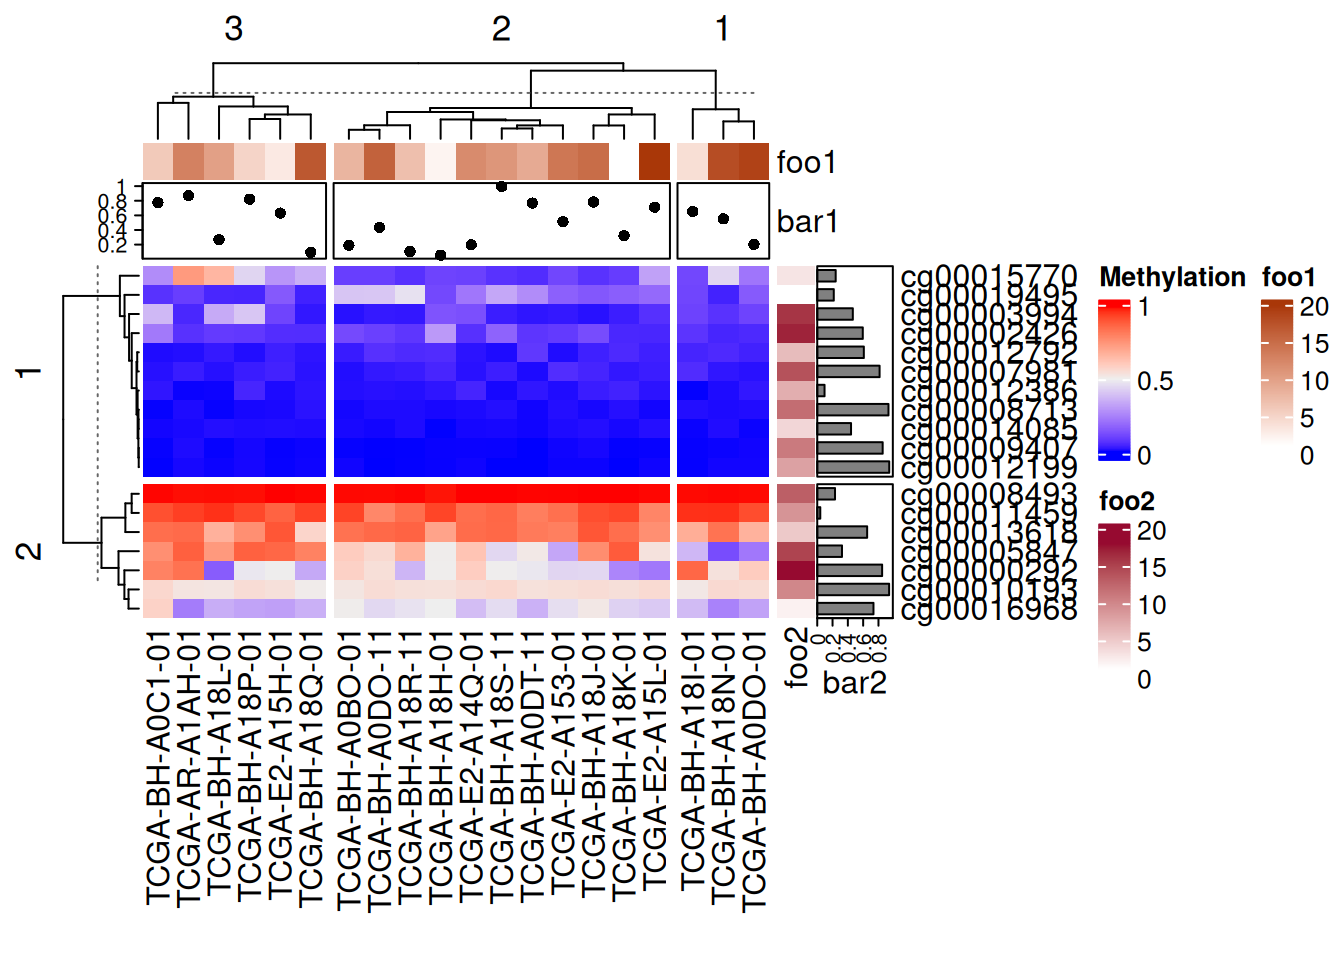 3 2 1
foo1
1
0.8
0.6
0.4
0.2
bar1
1
2
cg00015770
cg00019495
cg00003994
cg00002426
cg00012792
cg00007981
cg00012386
cg00008713
cg00014085
cg00009407
cg00012199
cg00008493
cg00011459
cg00013618
cg00005847
cg00000292
cg00010193
cg00016968
foo2
0 0.2 0.4 0.6 0.8
bar2
TCGA-BH-A0C1-01
TCGA-AR-A1AH-01
TCGA-BH-A18L-01
TCGA-BH-A18P-01
TCGA-E2-A15H-01
TCGA-BH-A18Q-01
TCGA-BH-A0BO-01
TCGA-BH-A0DO-11
TCGA-BH-A18R-11
TCGA-BH-A18H-01
TCGA-E2-A14Q-01
TCGA-BH-A18S-11
TCGA-BH-A0DT-11
TCGA-E2-A153-01
TCGA-BH-A18J-01
TCGA-BH-A18K-01
TCGA-E2-A15L-01
TCGA-BH-A18I-01
TCGA-BH-A18N-01
TCGA-BH-A0DO-01
Methylation
1
0.5
0
foo1
20
15
10
5
0
foo2
20
15
10
5
0